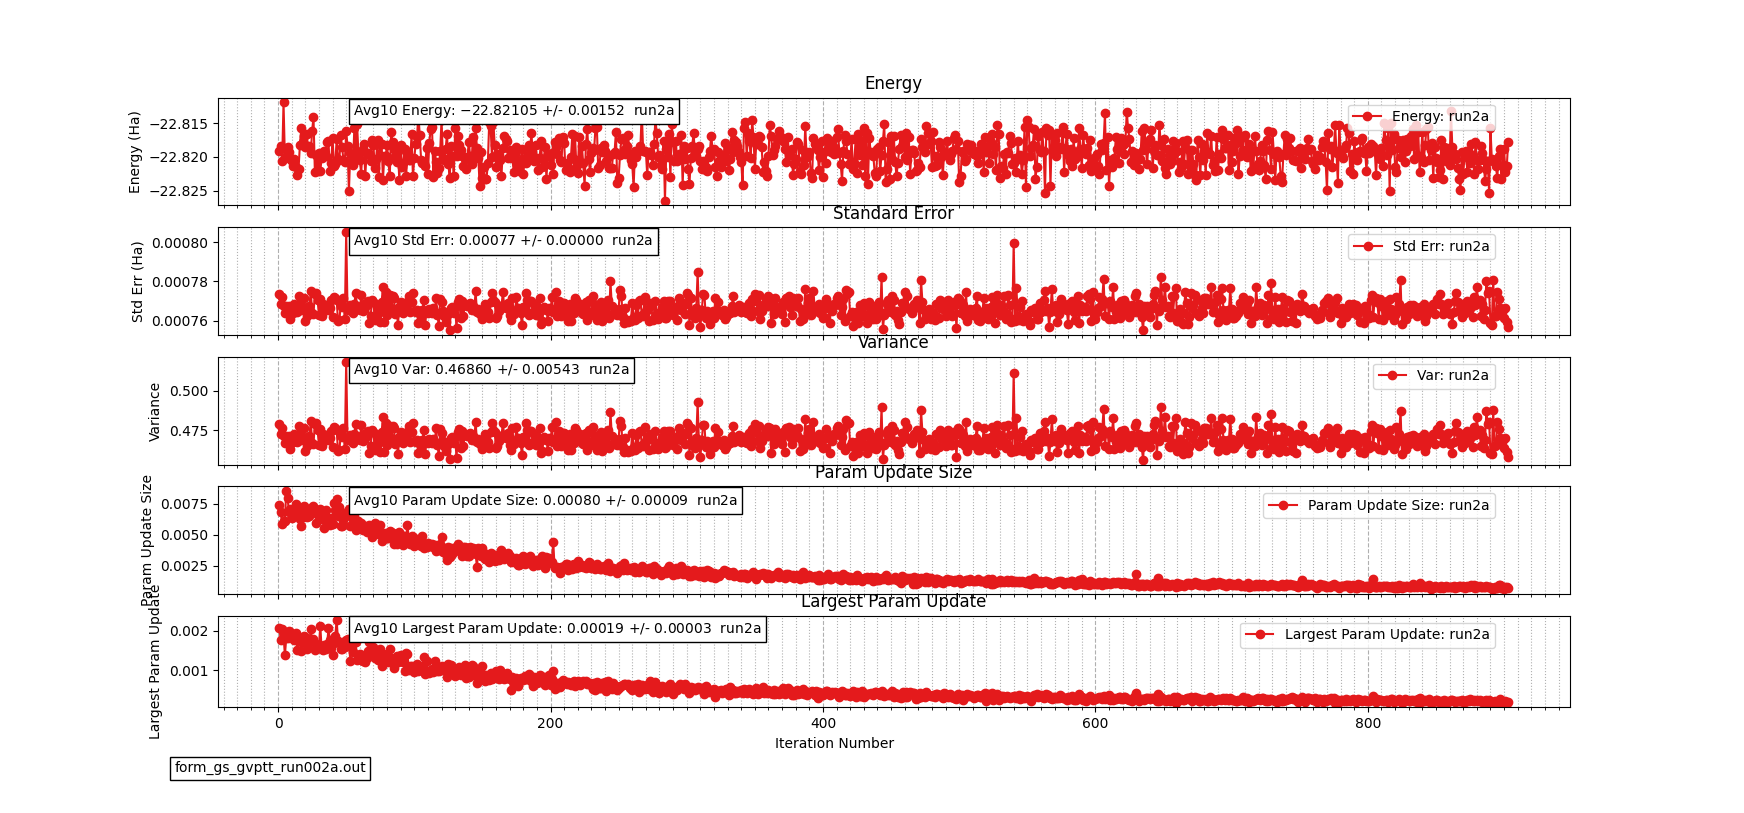 Energy
Energy (Ha)
−22.815
−22.820
−22.825
Avg10 Energy: −22.82105 +/- 0.00152 run2a
Energy: run2a
Standard Error
Std Err (Ha)
0.00080
0.00078
0.00076
Avg10 Std Err: 0.00077 +/- 0.00000 run2a
Std Err: run2a
Variance
Variance
0.500
0.475
Avg10 Var: 0.46860 +/- 0.00543 run2a
Var: run2a
Param Update Size
Param Update Size
0.0075
0.0050
0.0025
Avg10 Param Update Size: 0.00080 +/- 0.00009 run2a
Param Update Size: run2a
Largest Param Update
Largest Param Update
0.002
0.001
Avg10 Largest Param Update: 0.00019 +/- 0.00003 run2a
Largest Param Update: run2a
0 200 400 600 800
Iteration Number
form_gs_gvptt_run002a.out